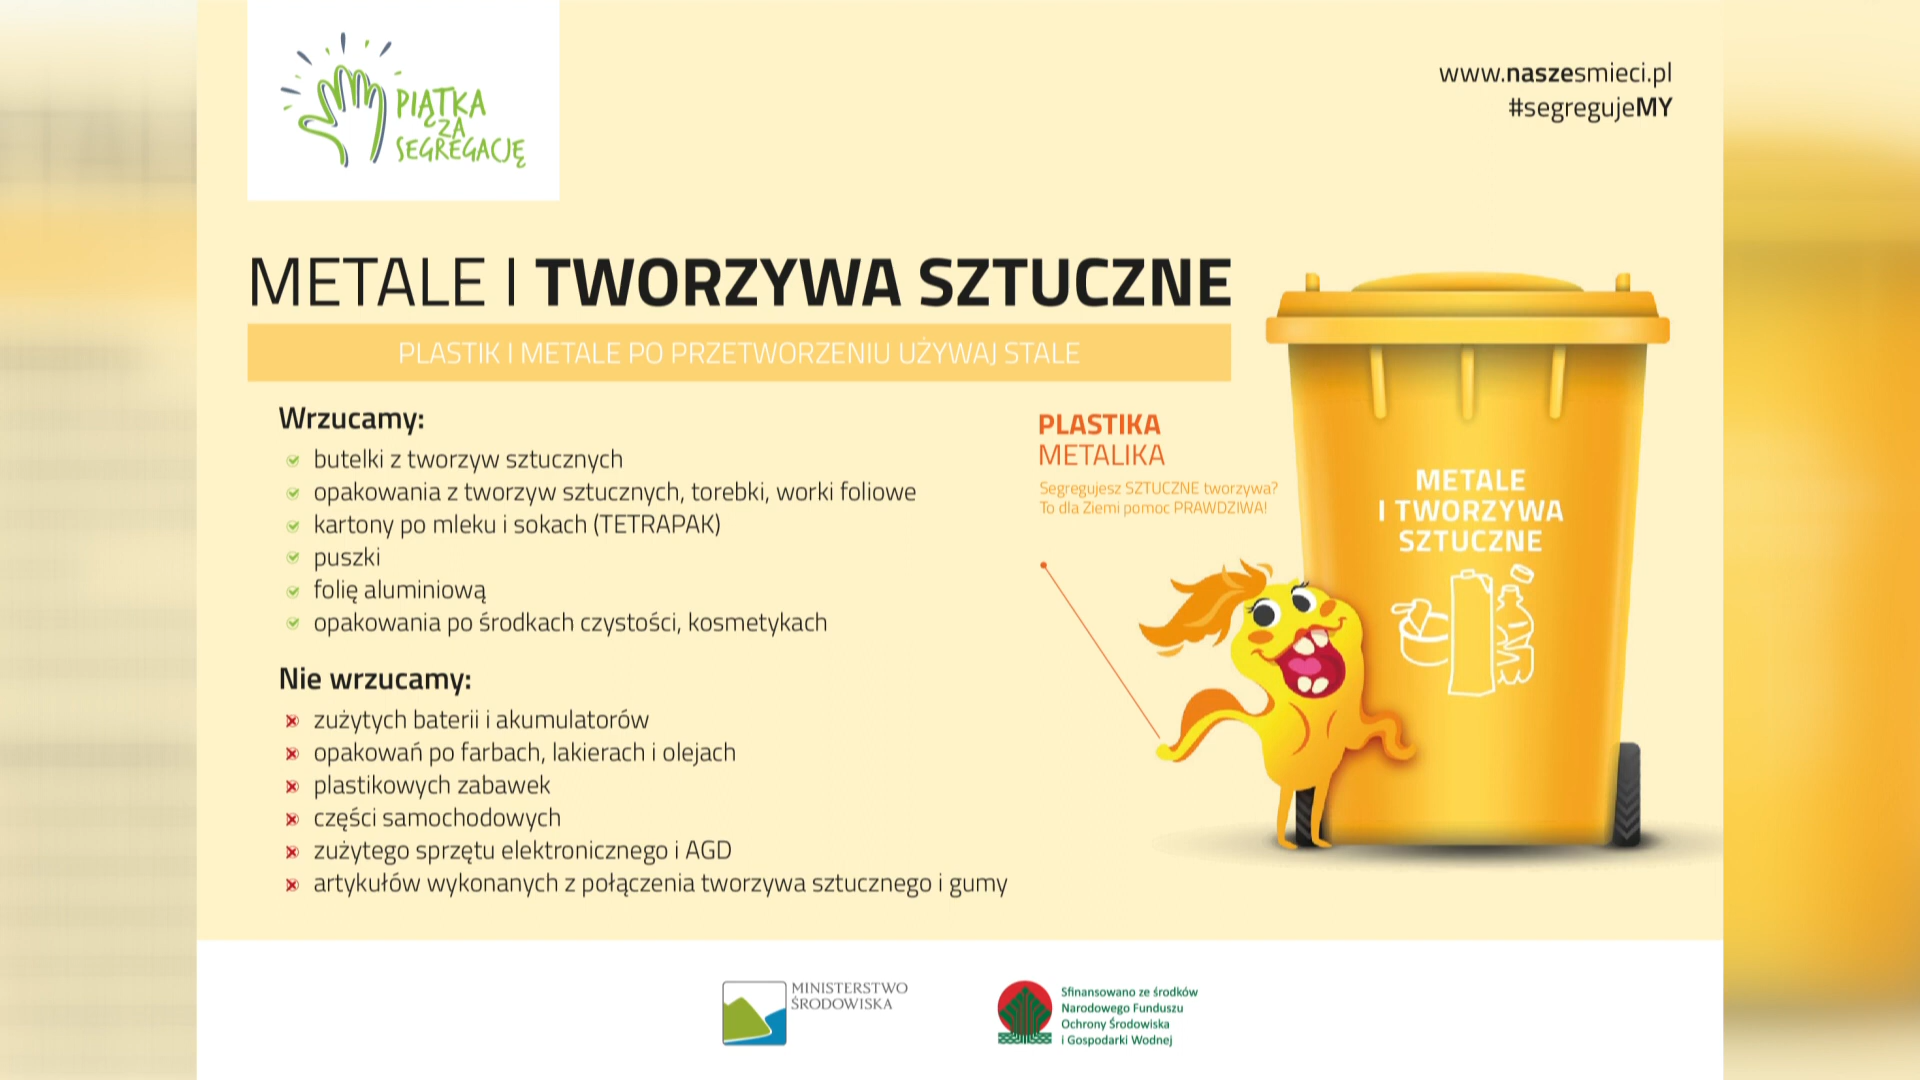 PIĄTKA
ZA
SEGREGACJĘ
www.naszesmieci.pl
#segregujeMY
METALE I TWORZYWA SZTUCZNE
PLASTIK I METALE PO PRZETWORZENIU UŻYWAJ STALE
Wrzucamy:
butelki z tworzyw sztucznych
opakowania z tworzyw sztucznych, torebki, worki foliowe
kartony po mleku i sokach (TETRAPAK)
puszki
folię aluminiową
opakowania po środkach czystości, kosmetykach
Nie wrzucamy:
zużytych baterii i akumulatorów
opakowań po farbach, lakierach i olejach
plastikowych zabawek
części samochodowych
zużytego sprzętu elektronicznego i AGD
artykułów wykonanych z połączenia tworzywa sztucznego i gumy
PLASTIKA
METALIKA
Segregujesz SZTUCZNE tworzywa?
To dla Ziemi pomoc PRAWDZIWA!
METALE
I TWORZYWA
SZTUCZNE
MINISTERSTWO
ŚRODOWISKA
Sfinansowano ze środków
Narodowego Funduszu
Ochrony Środowiska
i Gospodarki Wodnej